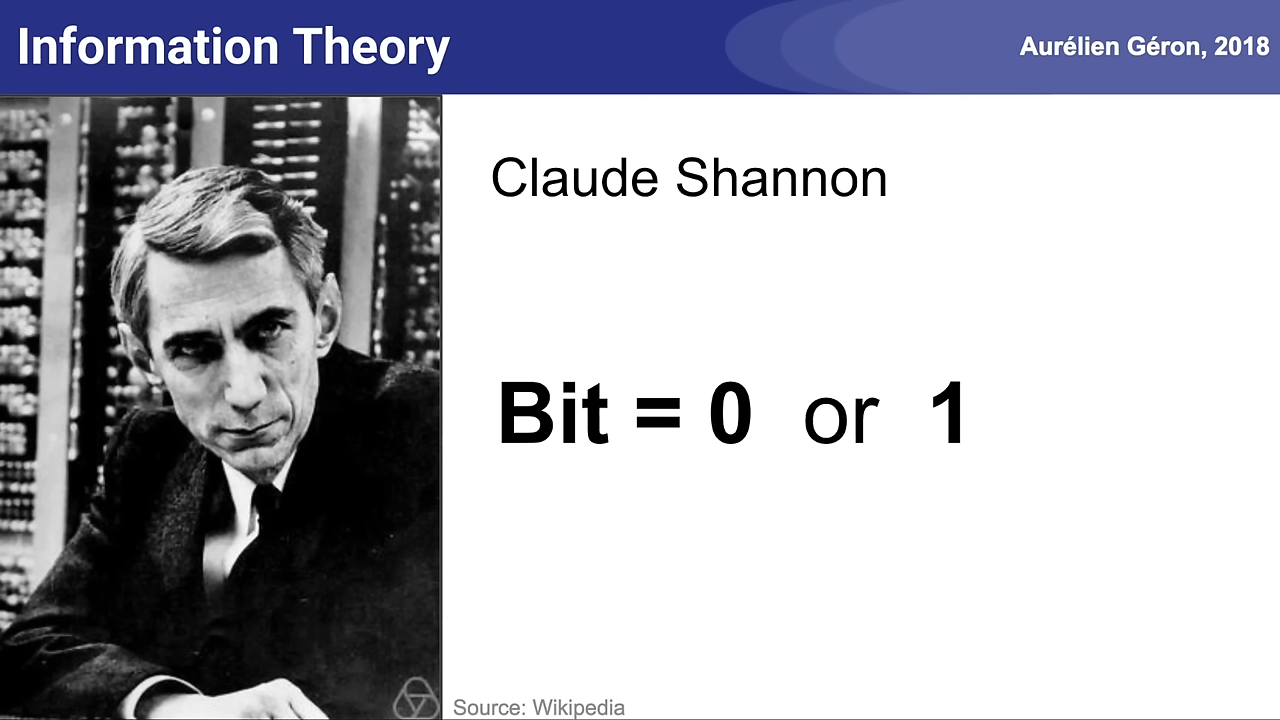 Information Theory
Aurélien Géron, 2018
Claude Shannon
Bit = 0 or 1
Source: Wikipedia